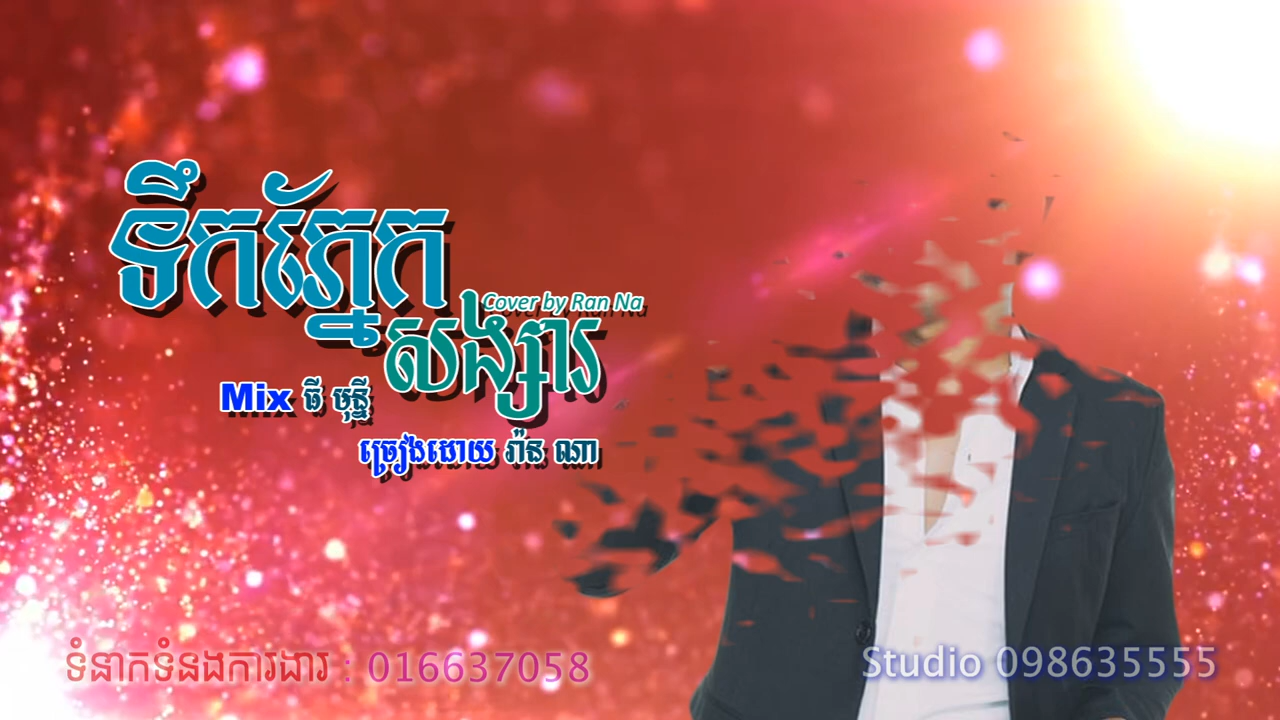 ទឹកភ្នែក
Cover by Ran Na
សង្សារ
Mix ធី មុន្នី
ច្រៀងដោយ រ៉ាន ណា
ទំនាកទំនងការងារ : 016637058
Studio 098635555